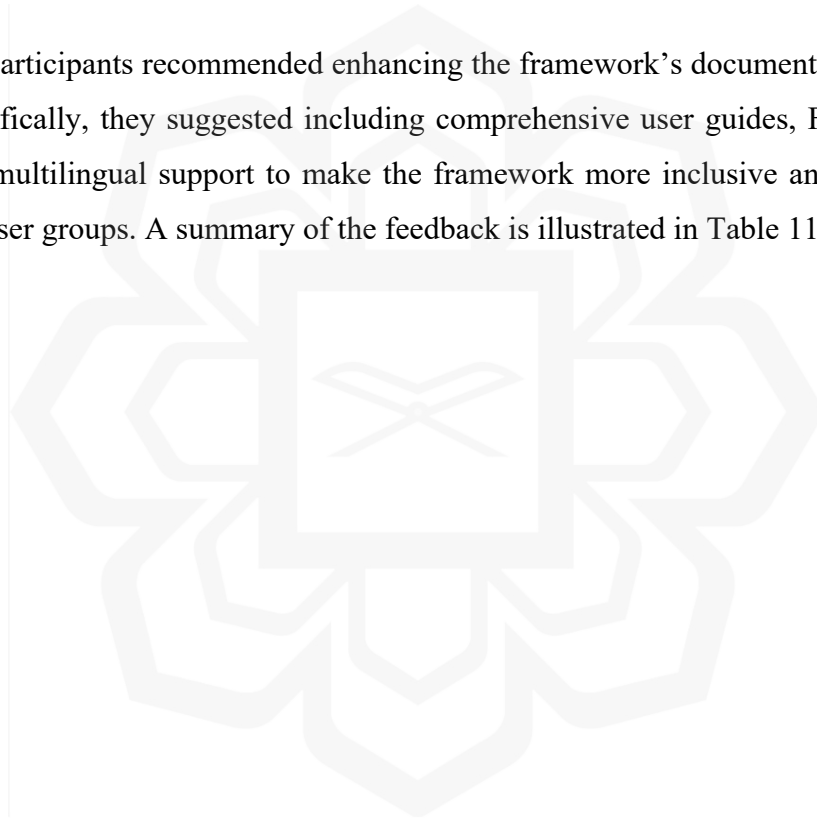 articipants recommended enhancing the framework’s document
fically, they suggested including comprehensive user guides, F
multilingual support to make the framework more inclusive an
ser groups. A summary of the feedback is illustrated in Table 11